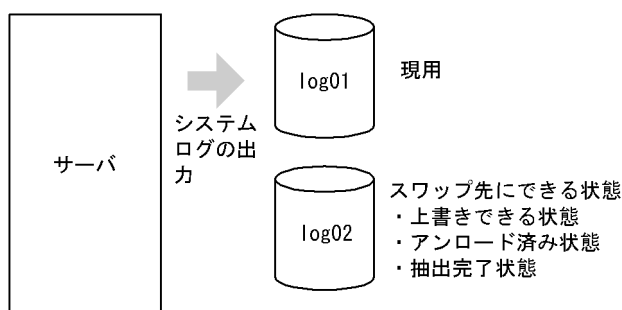 サーバ
システム
ログの出
力
log01
現用
log02
スワップ先にできる状態
・上書きできる状態
・アンロード済み状態
・抽出完了状態